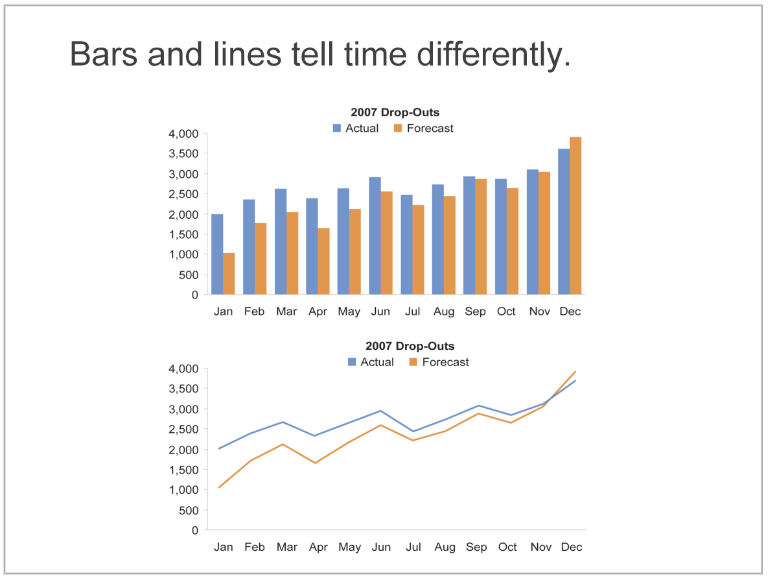 Bars and lines tell time differently.
2007 Drop-Outs
Actual Forecast
4,000
3,500
3,000
2,500
2,000
1,500
1,000
500
0
Jan Feb Mar Apr May Jun Jul Aug Sep Oct Nov Dec
2007 Drop-Outs
Actual Forecast
4,000
3,500
3,000
2,500
2,000
1,500
1,000
500
0
Jan Feb Mar Apr May Jun Jul Aug Sep Oct Nov Dec